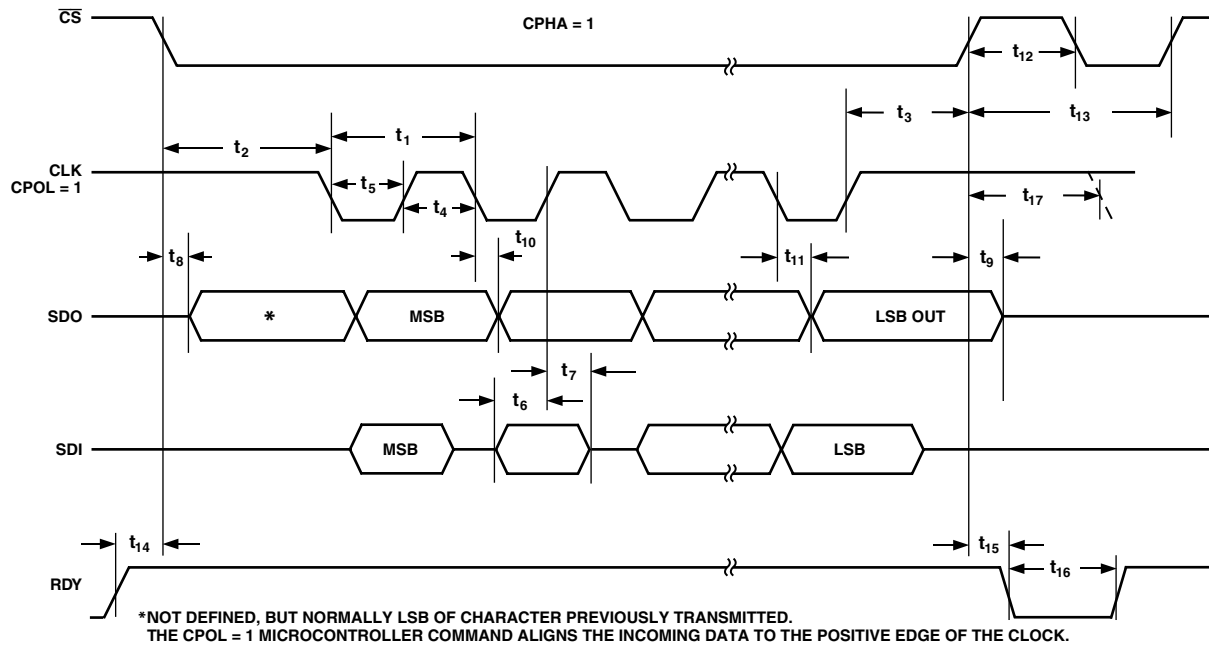 CS
CPHA = 1
t12
t3
t13
t1
t2
CLK
CPOL = 1
t5
t4
t17
t10
t8
t11
t9
SDO
*
MSB
LSB OUT
t7
t6
SDI
MSB
LSB
t14
t15
t16
RDY
*NOT DEFINED, BUT NORMALLY LSB OF CHARACTER PREVIOUSLY TRANSMITTED.
THE CPOL = 1 MICROCONTROLLER COMMAND ALIGNS THE INCOMING DATA TO THE POSITIVE EDGE OF THE CLOCK.